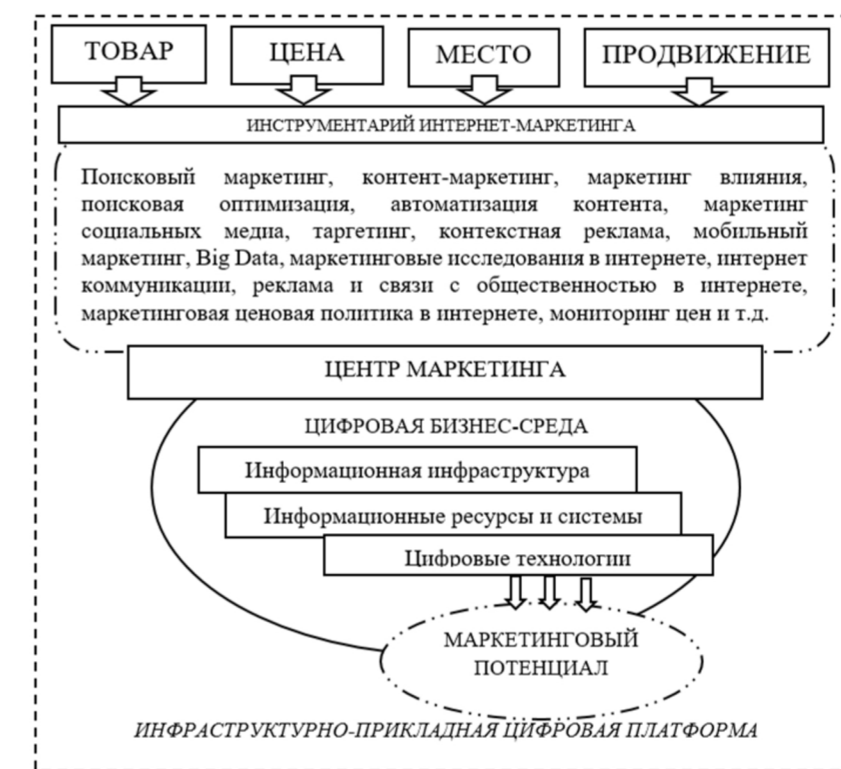 ТОВАР ЦЕНА МЕСТО ПРОДВИЖЕНИЕ
ИНСТРУМЕНТАРИЙ ИНТЕРНЕТ-МАРКЕТИНГА
Поисковый маркетинг, контент-маркетинг, маркетинг влияния,
поисковая оптимизация, автоматизация контента, маркетинг
социальных медиа, таргетинг, контекстная реклама, мобильный
маркетинг, Big Data, маркетинговые исследования в интернете, интернет
коммуникации, реклама и связи с общественностью в интернете,
маркетинговая ценовая политика в интернете, мониторинг цен и т.д.
ЦЕНТР МАРКЕТИНГА
ЦИФРОВАЯ БИЗНЕС-СРЕДА
Информационная инфраструктура
Информационные ресурсы и системы
Цифровые технологии
МАРКЕТИНГОВЫЙ
ПОТЕНЦИАЛ
ИНФРАСТРУКТУРНО-ПРИКЛАДНАЯ ЦИФРОВАЯ ПЛАТФОРМА